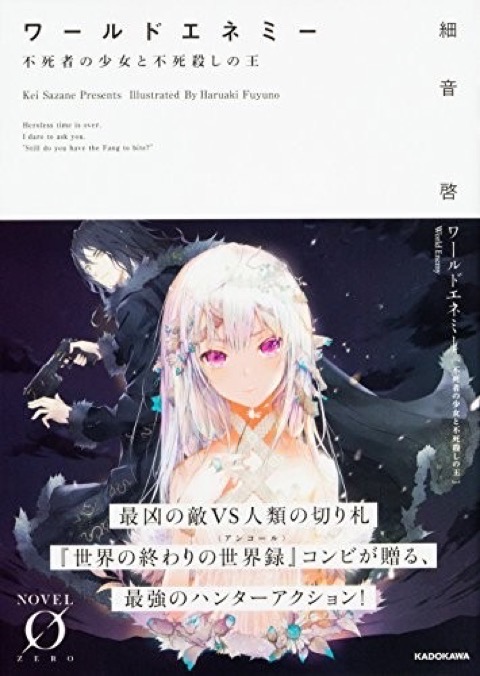 ワールドエネミー
不死者の少女と不死殺しの王
Kei Sazane Presents Illustrated By Haruaki Fuyuno
Heroless time is over.
I dare to ask you.
"Still do you have the Fang to bite?"
細音啓
ワールドエネミー 不死者の少女と不死殺しの王
World Enemy
最凶の敵VS人類の切り札
(アンコール)
『世界の終わりの世界録』コンビが贈る、
最強のハンターアクション!
NOVEL
0
ZERO
KADOKAWA